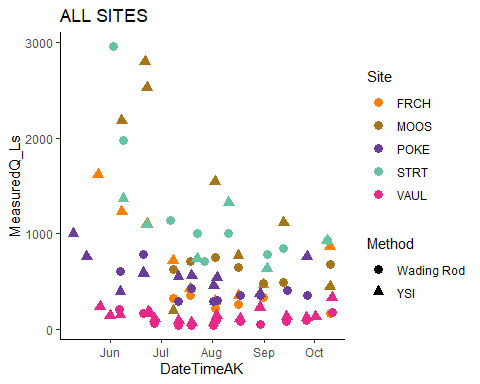 ALL SITES
3000
2000
1000
0
MeasuredQ_Ls
Jun Jul Aug Sep Oct
DateTimeAK
Site
FRCH
MOOS
POKE
STRT
VAUL
Method
Wading Rod
YSI